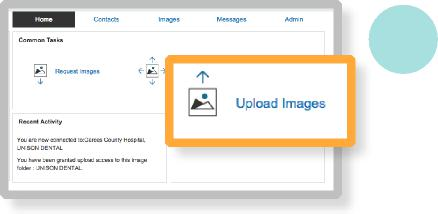 Home Contacts Images Messages Admin
Common Tasks
Request Images
Upload Images
Recent Activity
You are now connected to:Garces County Hospital,
UNISON DENTAL
You have been granted upload access to this image
folder : UNISON DENTAL